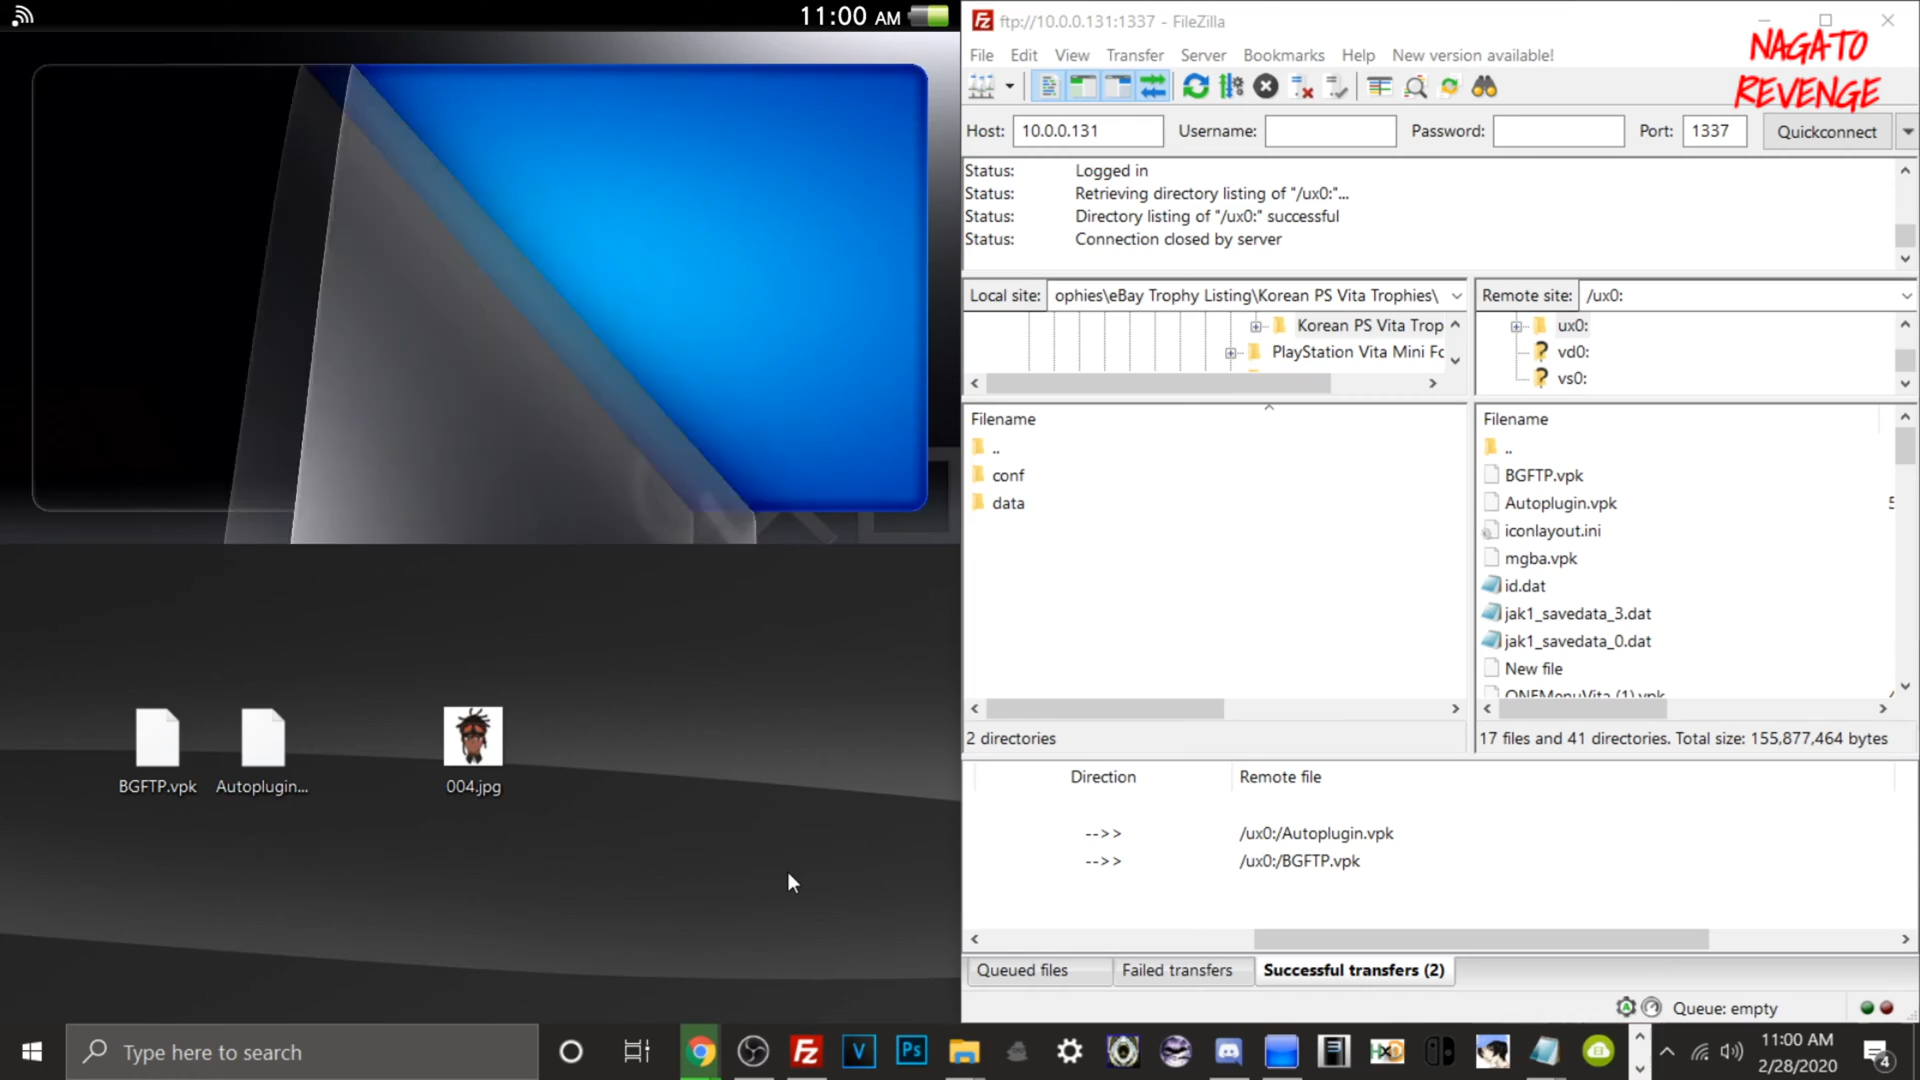 11:00 AM
ftp://10.0.0.131:1337 - FileZilla
NAGATO
REVENGE
File Edit View Transfer Server Bookmarks Help New version available!
Host: 10.0.0.131 Username: Password: Port: 1337 Quickconnect
Status: Logged in
Status: Retrieving directory listing of "/ux0:"...
Status: Directory listing of "/ux0:" successful
Status: Connection closed by server
Local site: ophies\eBay Trophy Listing\Korean PS Vita Trophies\
Korean PS Vita Trop
PlayStation Vita Mini Fc
Remote site: /ux0:
ux0:
vd0:
vs0:
Filename
..
conf
data
2 directories
Filename
..
BGFTP.vpk
Autoplugin.vpk 5
iconlayout.ini
mgba.vpk
id.dat
jak1_savedata_3.dat
jak1_savedata_0.dat
New file
ONEMenuVita (1).vpk
17 files and 41 directories. Total size: 155,877,464 bytes
Direction Remote file
-->> /ux0:/Autoplugin.vpk
-->> /ux0:/BGFTP.vpk
Queued files Failed transfers Successful transfers (2)
Queue: empty
BGFTP.vpk Autoplugin... 004.jpg
Type here to search
V
Ps
HXD
11:00 AM
2/28/2020
4